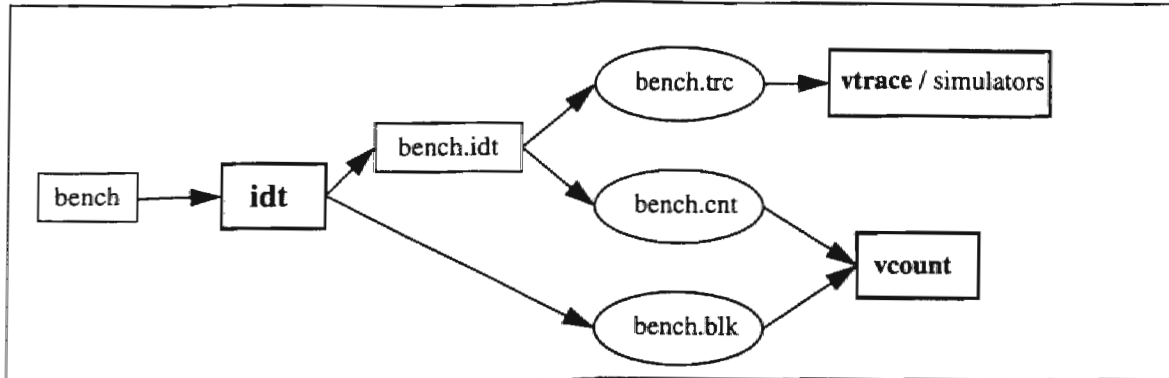 bench.trc
vtrace / simulators
bench.idt
bench
idt
bench.cnt
vcount
bench.blk